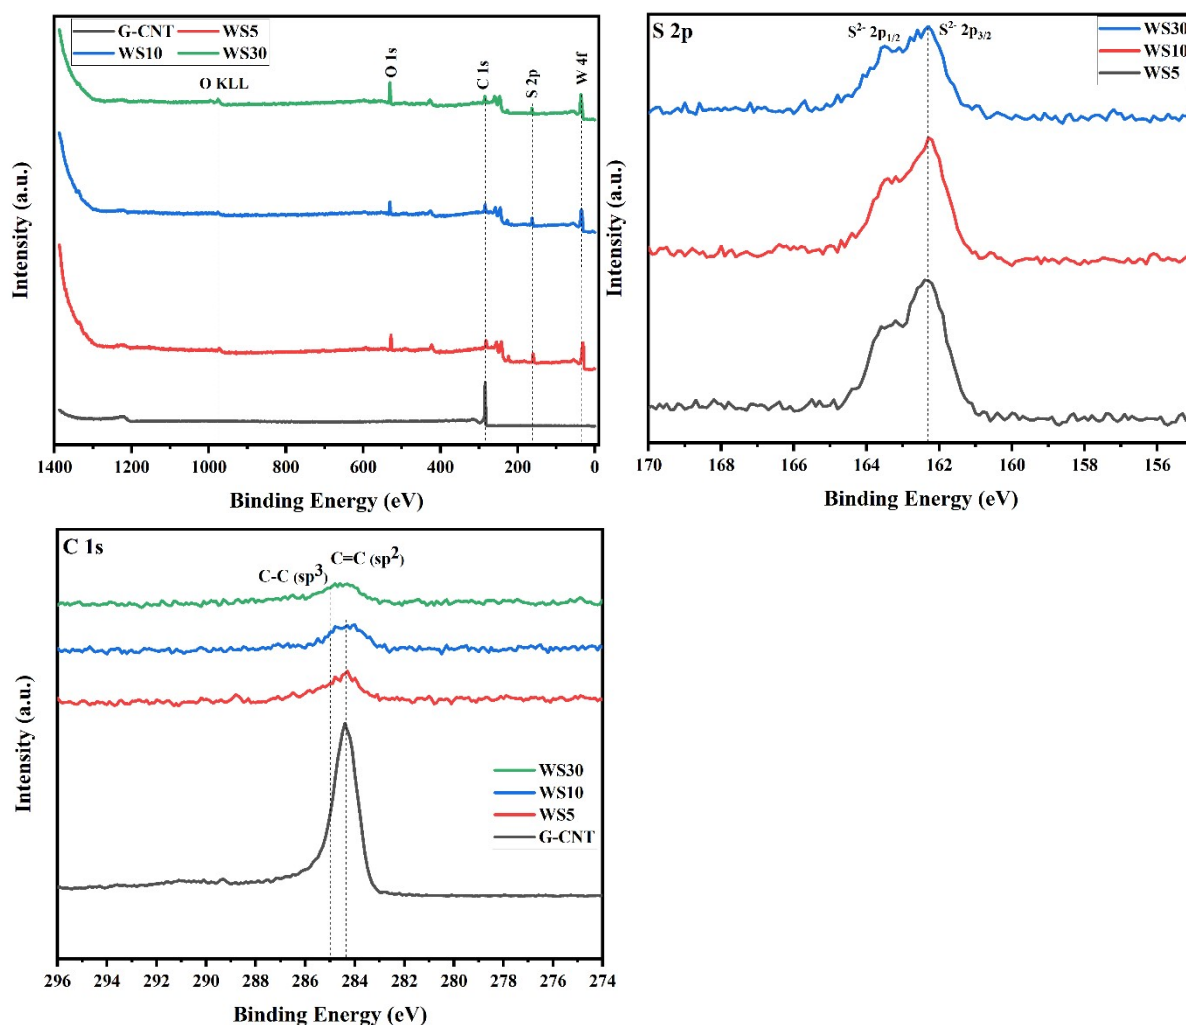 G-CNT WS5
WS10 WS30
O KLL
O 1s
C 1s
S 2p
W 4f
Intensity (a.u.)
1400 1200 1000 800 600 400 200 0
Binding Energy (eV)
S 2p
S²⁻ 2p₁/₂ S²⁻ 2p₃/₂
WS30
WS10
WS5
Intensity (a.u.)
170 168 166 164 162 160 158 156
Binding Energy (eV)
C 1s
C=C (sp²)
C-C (sp³)
WS30
WS10
WS5
G-CNT
Intensity (a.u.)
296 294 292 290 288 286 284 282 280 278 276 274
Binding Energy (eV)